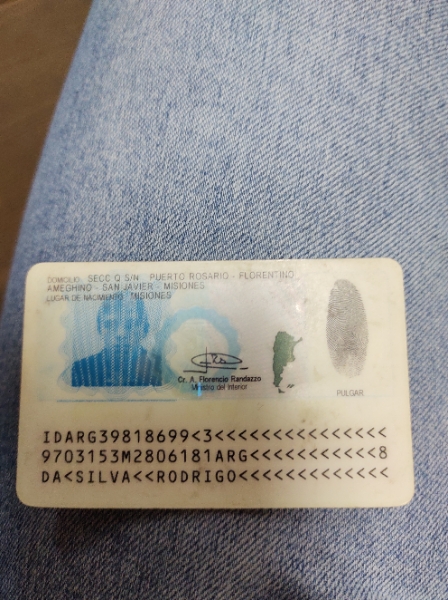 DOMICILIO: SECC Q S/N PUERTO ROSARIO - FLORENTINO
AMEGHINO - SAN JAVIER - MISIONES
LUGAR DE NACIMIENTO: MISIONES
Cr. A. Florencio Randazzo
Ministro del Interior
PULGAR
IDARG39818699<3<<<<<<<<<<<<<<<
9703153M2806181ARG<<<<<<<<<<<8
DA<SILVA<<RODRIGO<<<<<<<<<<<<<